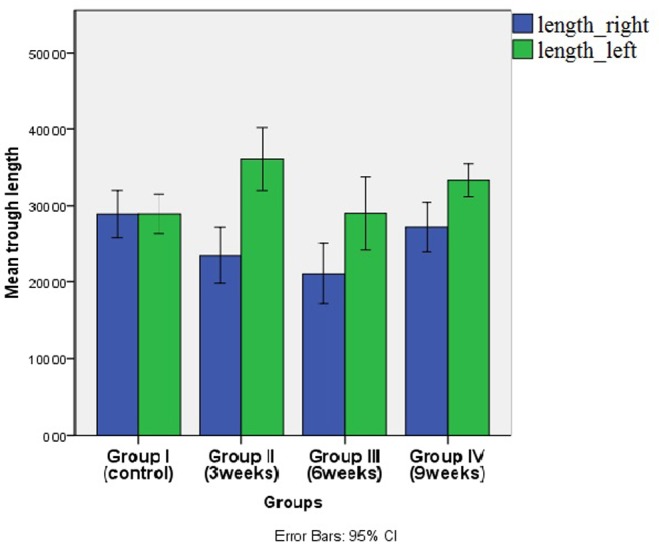 length_right
length_left
Mean trough length
500 00
400 00
300 00
200 00
100 00
0 00
Group I
(control)
Group II
(3weeks)
Group III
(6weeks)
Group IV
(9weeks)
Groups
Error Bars: 95% CI